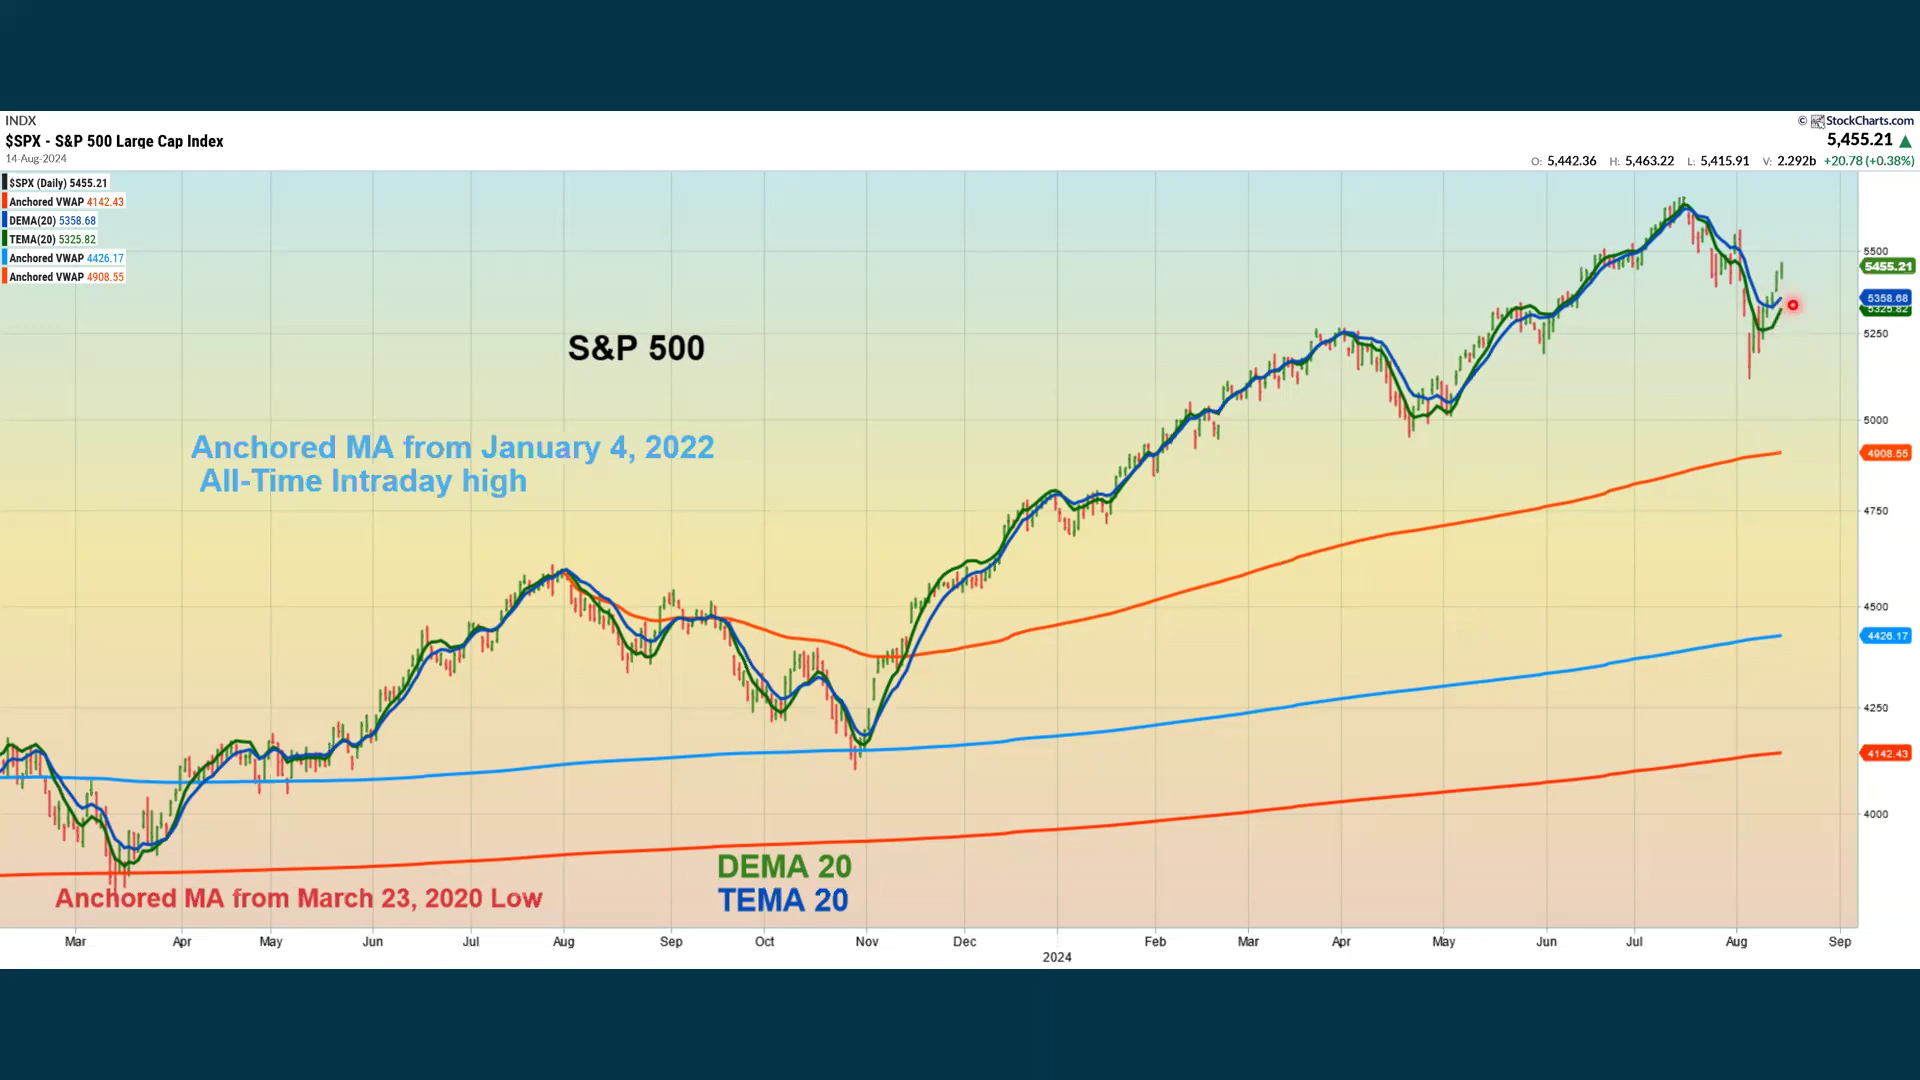 INDX
© StockCharts.com
$SPX - S&P 500 Large Cap Index
5,455.21
14-Aug-2024
O: 5,442.36 H: 5,463.22 L: 5,415.91 V: 2.292b +20.78 (+0.38%)
$SPX (Daily) 5455.21
Anchored VWAP 4142.43
DEMA(20) 5358.68
TEMA(20) 5325.82
Anchored VWAP 4426.17
Anchored VWAP 4908.55
S&P 500
Anchored MA from January 4, 2022
All-Time Intraday high
DEMA 20
TEMA 20
Anchored MA from March 23, 2020 Low
5500
5455.21
5358.68
5325.82
5250
5000
4908.55
4750
4500
4426.17
4250
4142.43
4000
Mar Apr May Jun Jul Aug Sep Oct Nov Dec Feb Mar Apr May Jun Jul Aug Sep
2024